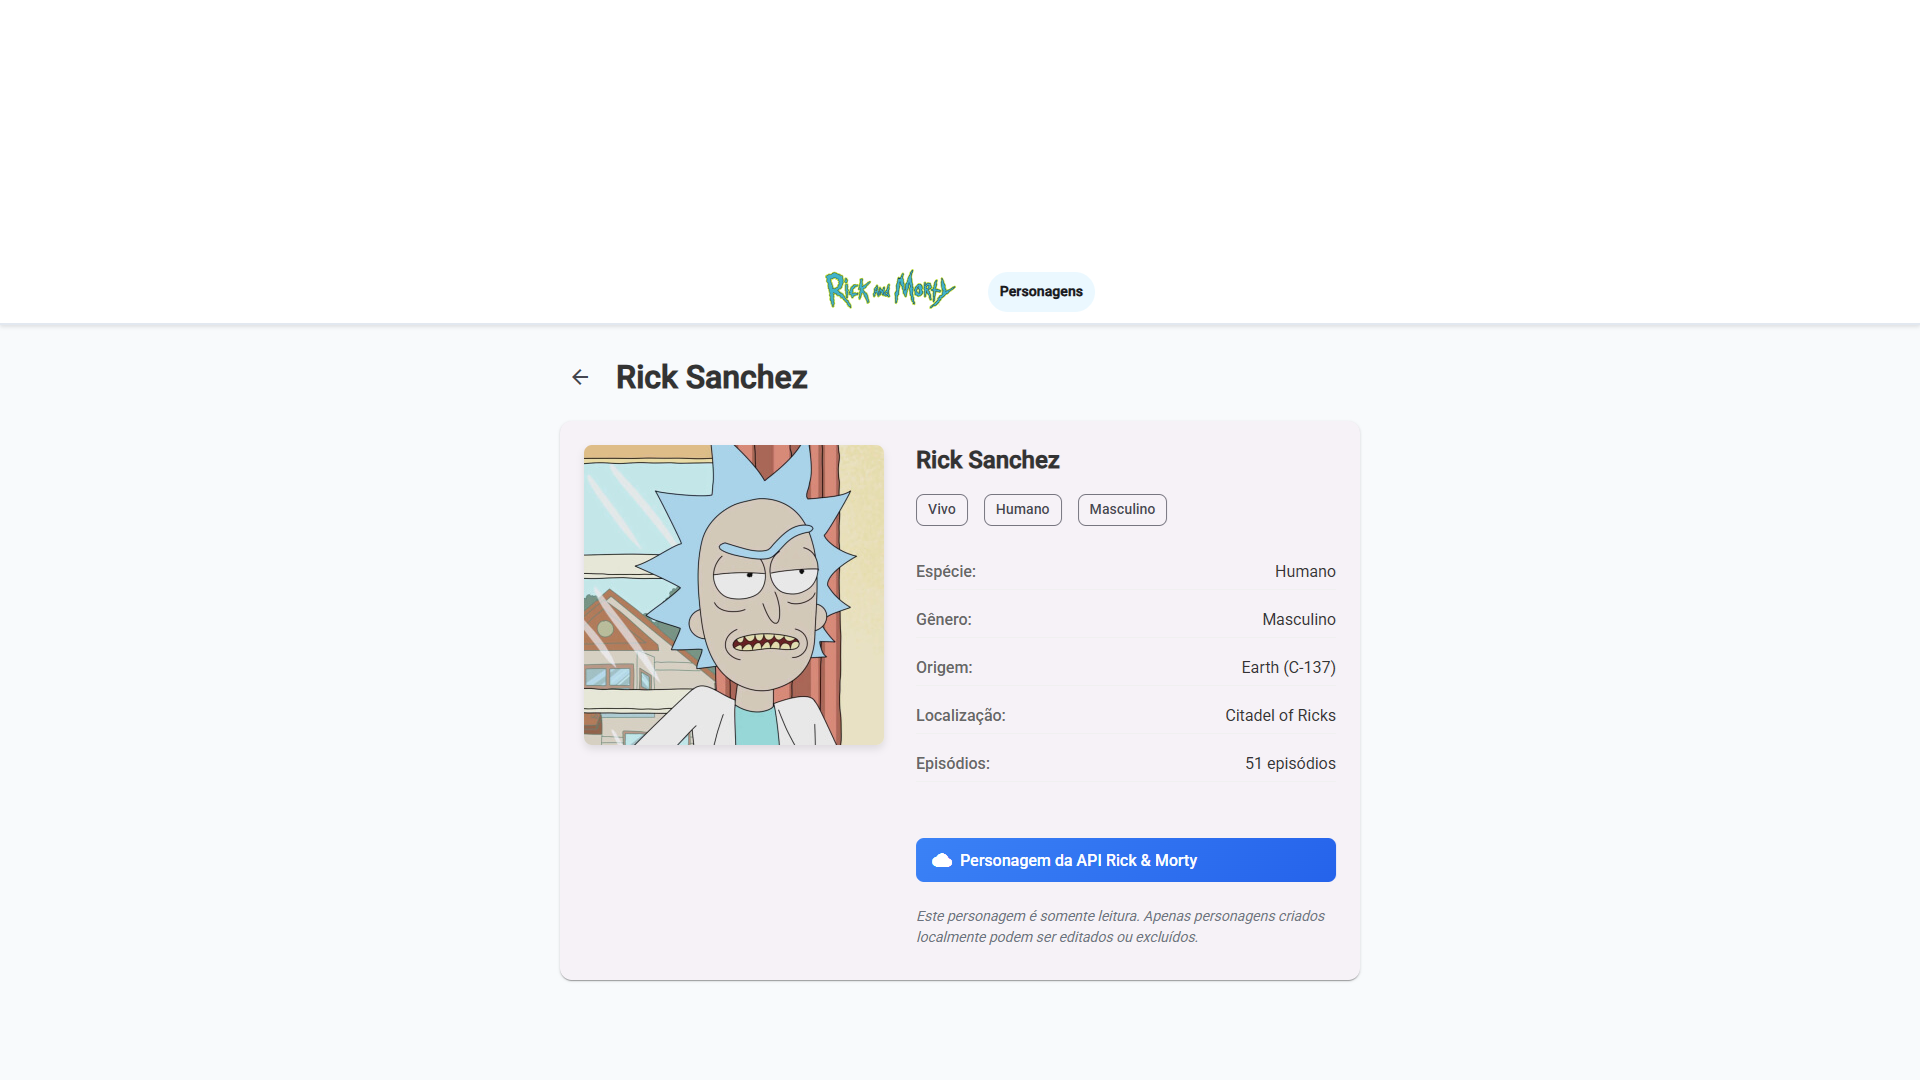 Rick and Morty
Personagens
Rick Sanchez
Rick Sanchez
Vivo
Humano
Masculino
Espécie: Humano
Gênero: Masculino
Origem: Earth (C-137)
Localização: Citadel of Ricks
Episódios: 51 episódios
Personagem da API Rick & Morty
Este personagem é somente leitura. Apenas personagens criados
localmente podem ser editados ou excluídos.